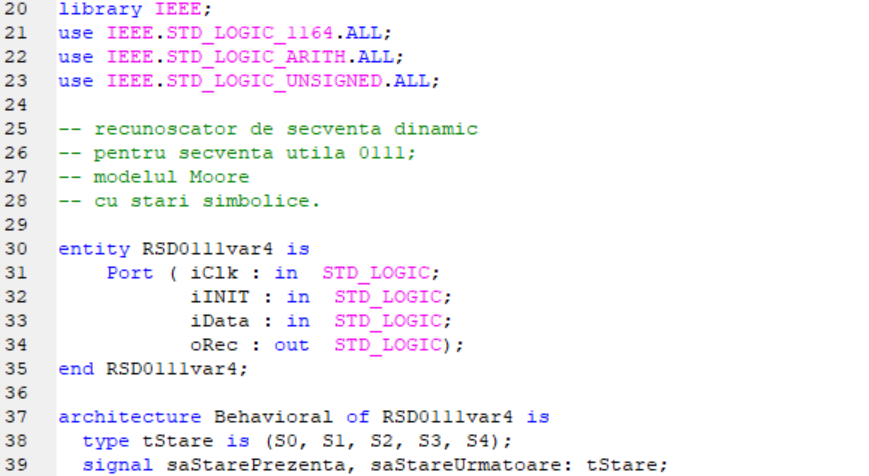 20 library IEEE;
21 use IEEE.STD_LOGIC_1164.ALL;
22 use IEEE.STD_LOGIC_ARITH.ALL;
23 use IEEE.STD_LOGIC_UNSIGNED.ALL;
24
25 -- recunoscator de secventa dinamic
26 -- pentru secventa utila 0111;
27 -- modelul Moore
28 -- cu stari simbolice.
29
30 entity RSD0111var4 is
31     Port ( iClk : in  STD_LOGIC;
32            iINIT : in  STD_LOGIC;
33            iData : in  STD_LOGIC;
34            oRec : out  STD_LOGIC);
35 end RSD0111var4;
36
37 architecture Behavioral of RSD0111var4 is
38   type tStare is (S0, S1, S2, S3, S4);
39   signal saStarePrezenta, saStareUrmatoare: tStare;